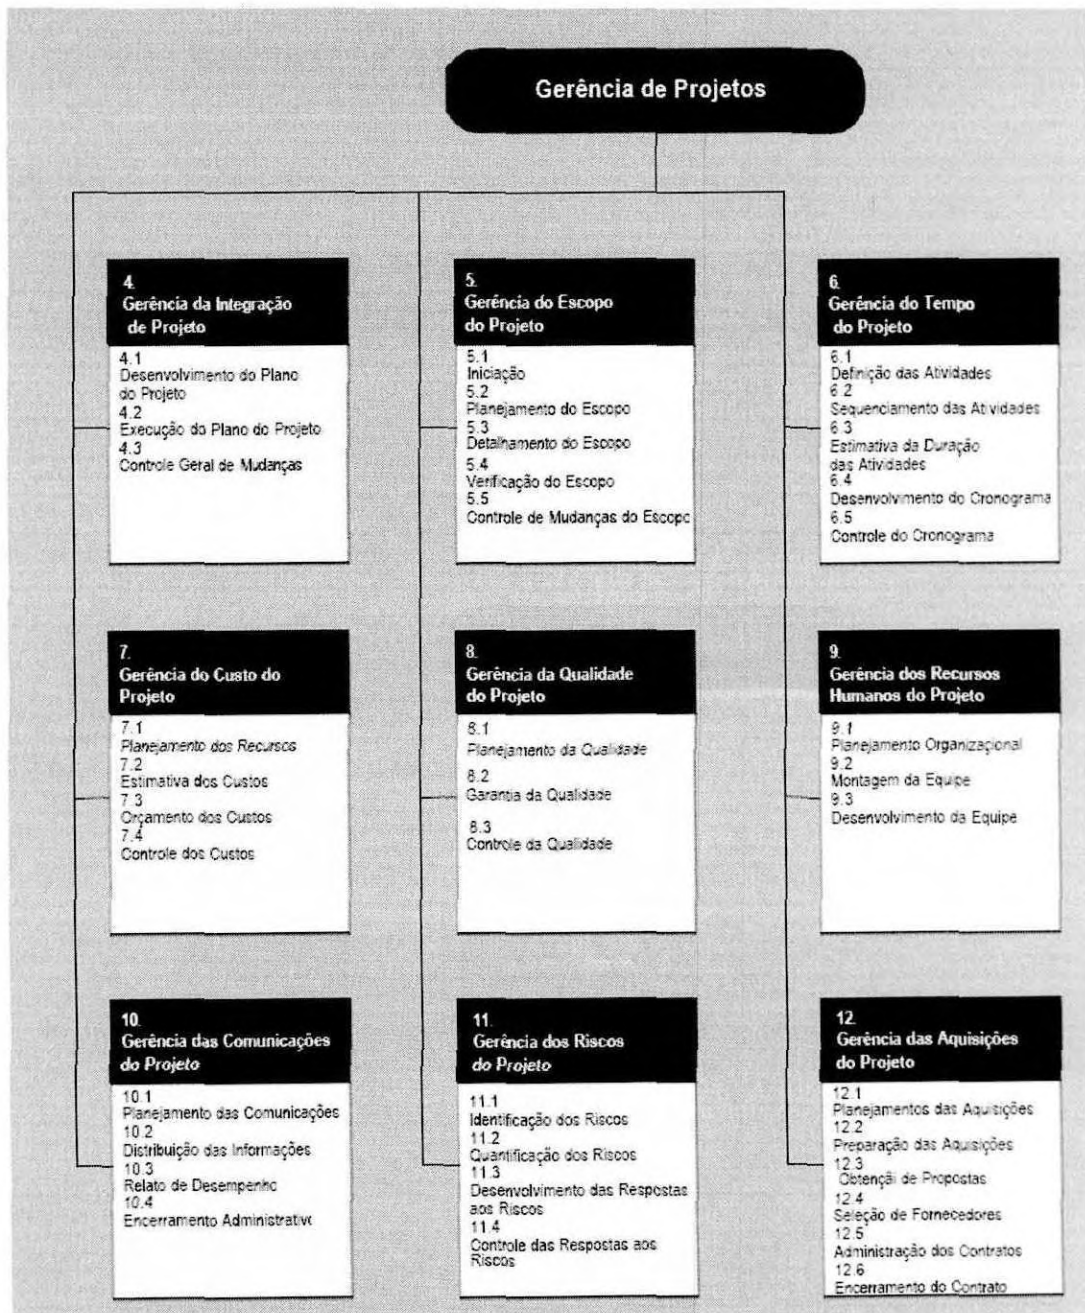 Gerência de Projetos
4.
Gerência da Integração
de Projeto
4.1
Desenvolvimento do Plano
do Projeto
4.2
Execução do Plano do Projeto
4.3
Controle Geral de Mudanças
5.
Gerência do Escopo
do Projeto
5.1
Iniciação
5.2
Planejamento do Escopo
5.3
Detalhamento do Escopo
5.4
Verificação do Escopo
5.5
Controle de Mudanças do Escopo
6.
Gerência do Tempo
do Projeto
6.1
Definição das Atividades
6.2
Sequenciamento das Atividades
6.3
Estimativa da Duração
das Atividades
6.4
Desenvolvimento do Cronograma
6.5
Controle do Cronograma
7.
Gerência do Custo do
Projeto
7.1
Planejamento dos Recursos
7.2
Estimativa dos Custos
7.3
Orçamento dos Custos
7.4
Controle dos Custos
8.
Gerência da Qualidade
do Projeto
8.1
Planejamento da Qualidade
8.2
Garantia da Qualidade
8.3
Controle da Qualidade
9.
Gerência dos Recursos
Humanos do Projeto
9.1
Planejamento Organizacional
9.2
Montagem da Equipe
9.3
Desenvolvimento da Equipe
10.
Gerência das Comunicações
do Projeto
10.1
Planejamento das Comunicações
10.2
Distribuição das Informações
10.3
Relato de Desempenho
10.4
Encerramento Administrativo
11.
Gerência dos Riscos
do Projeto
11.1
Identificação dos Riscos
11.2
Quantificação dos Riscos
11.3
Desenvolvimento das Respostas
aos Riscos
11.4
Controle das Respostas aos
Riscos
12.
Gerência das Aquisições
do Projeto
12.1
Planejamentos das Aquisições
12.2
Preparação das Aquisições
12.3
Obtençãi de Propostas
12.4
Seleção de Fornecedores
12.5
Administração dos Contratos
12.6
Encerramento do Contrato